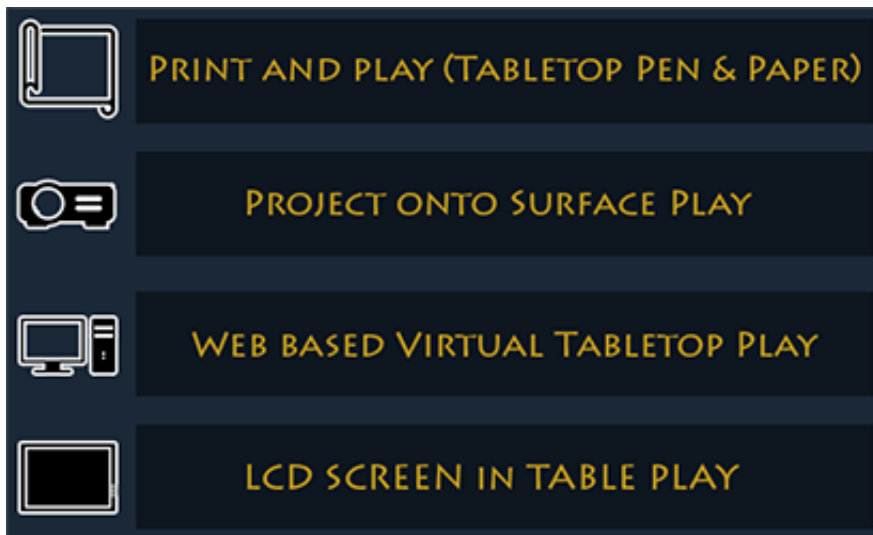 Print and play (Tabletop Pen & Paper)
Project onto Surface Play
Web based Virtual Tabletop Play
LCD SCREEN in TABLE PLAY